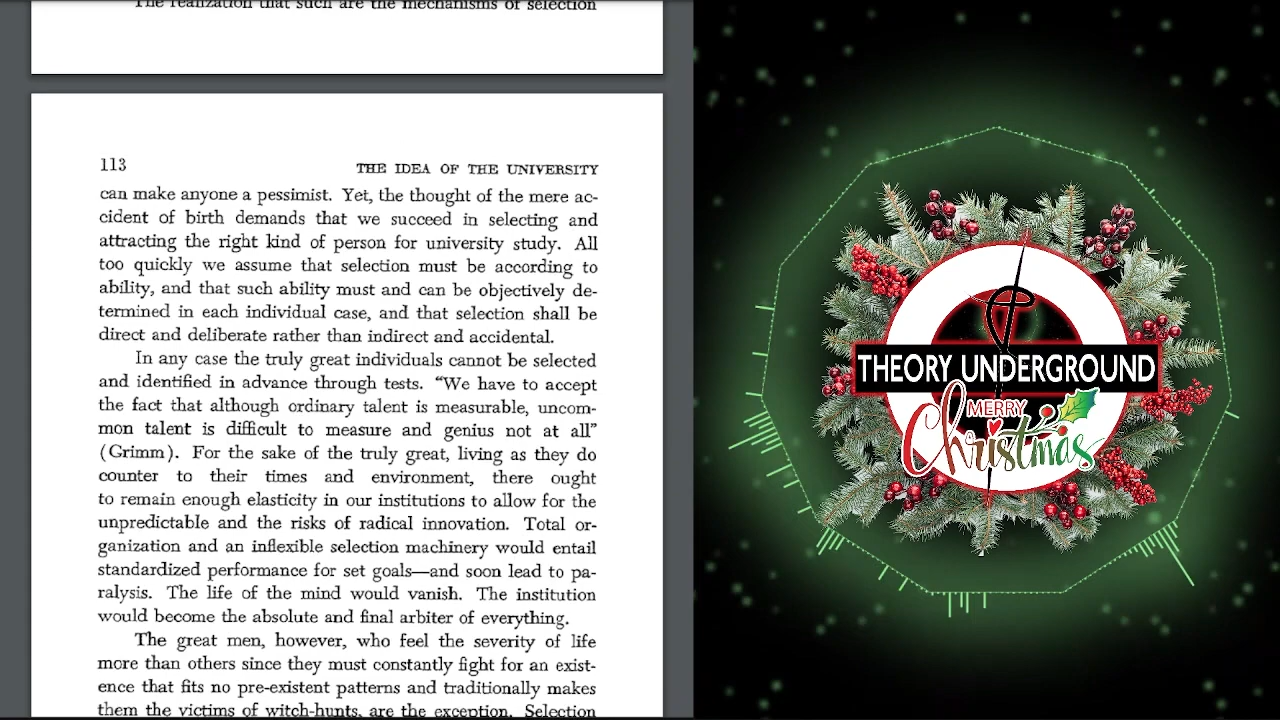 The realization that such are the mechanisms of selection
113 THE IDEA OF THE UNIVERSITY
can make anyone a pessimist. Yet, the thought of the mere ac-
cident of birth demands that we succeed in selecting and
attracting the right kind of person for university study. All
too quickly we assume that selection must be according to
ability, and that such ability must and can be objectively de-
termined in each individual case, and that selection shall be
direct and deliberate rather than indirect and accidental.
In any case the truly great individuals cannot be selected
and identified in advance through tests. “We have to accept
the fact that although ordinary talent is measurable, uncom-
mon talent is difficult to measure and genius not at all”
(Grimm). For the sake of the truly great, living as they do
counter to their times and environment, there ought
to remain enough elasticity in our institutions to allow for the
unpredictable and the risks of radical innovation. Total or-
ganization and an inflexible selection machinery would entail
standardized performance for set goals—and soon lead to pa-
ralysis. The life of the mind would vanish. The institution
would become the absolute and final arbiter of everything.
The great men, however, who feel the severity of life
more than others since they must constantly fight for an exist-
ence that fits no pre-existent patterns and traditionally makes
them the victims of witch-hunts, are the exception. Selection
THEORY UNDERGROUND
MERRY
Christmas